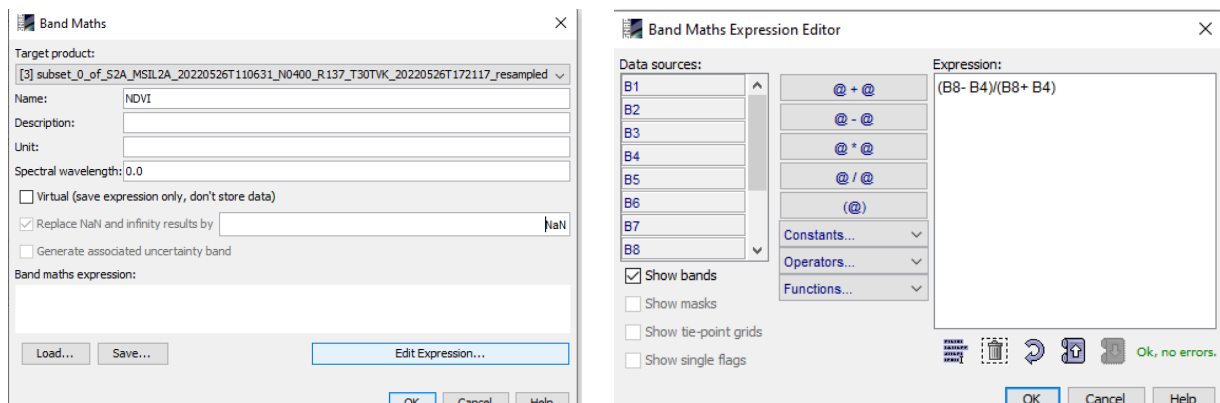 Band Maths
Target product:
[3] subset_0_of_S2A_MSIL2A_20220526T110631_N0400_R137_T30TVK_20220526T172117_resampled
Name: NDVI
Description:
Unit:
Spectral wavelength: 0.0
Virtual (save expression only, don't store data)
Replace NaN and infinity results by NaN
Generate associated uncertainty band
Band maths expression:
Load... Save... Edit Expression...
OK Cancel Help
Band Maths Expression Editor
Data sources:
B1
B2
B3
B4
B5
B6
B7
B8
Show bands
Show masks
Show tie-point grids
Show single flags
@ + @
@ - @
@ * @
@ / @
(@)
Constants...
Operators...
Functions...
Expression:
(B8- B4)/(B8+ B4)
Ok, no errors.
OK Cancel Help